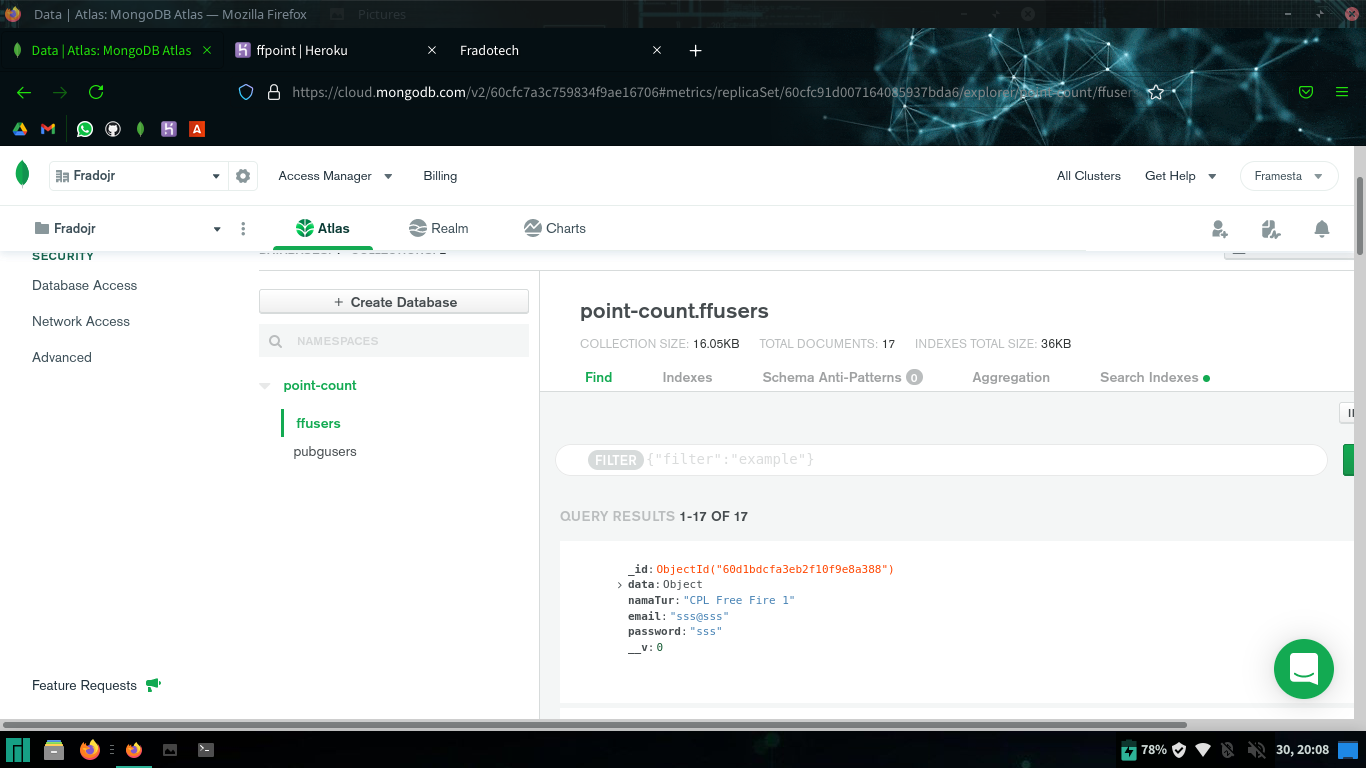 Data | Atlas: MongoDB Atlas — Mozilla Firefox
Pictures
Data | Atlas: MongoDB Atlas
ffpoint | Heroku
Fradotech
https://cloud.mongodb.com/v2/60cfc7a3c759834f9ae16706#metrics/replicaSet/60cfc91d007164085937bda6/explorer/point-count/ffusers
Fradojr
Access Manager
Billing
All Clusters
Get Help
Framesta
Fradojr
Atlas
Realm
Charts
SECURITY
Database Access
Network Access
Advanced
Feature Requests
+ Create Database
NAMESPACES
point-count
ffusers
pubgusers
point-count.ffusers
COLLECTION SIZE: 16.05KB TOTAL DOCUMENTS: 17 INDEXES TOTAL SIZE: 36KB
Find
Indexes
Schema Anti-Patterns 0
Aggregation
Search Indexes
FILTER {"filter":"example"}
QUERY RESULTS 1-17 OF 17
_id: ObjectId("60d1bdcfa3eb2f10f9e8a388")
data: Object
namaTur: "CPL Free Fire 1"
email: "sss@sss"
password: "sss"
__v: 0
78%
30, 20:08